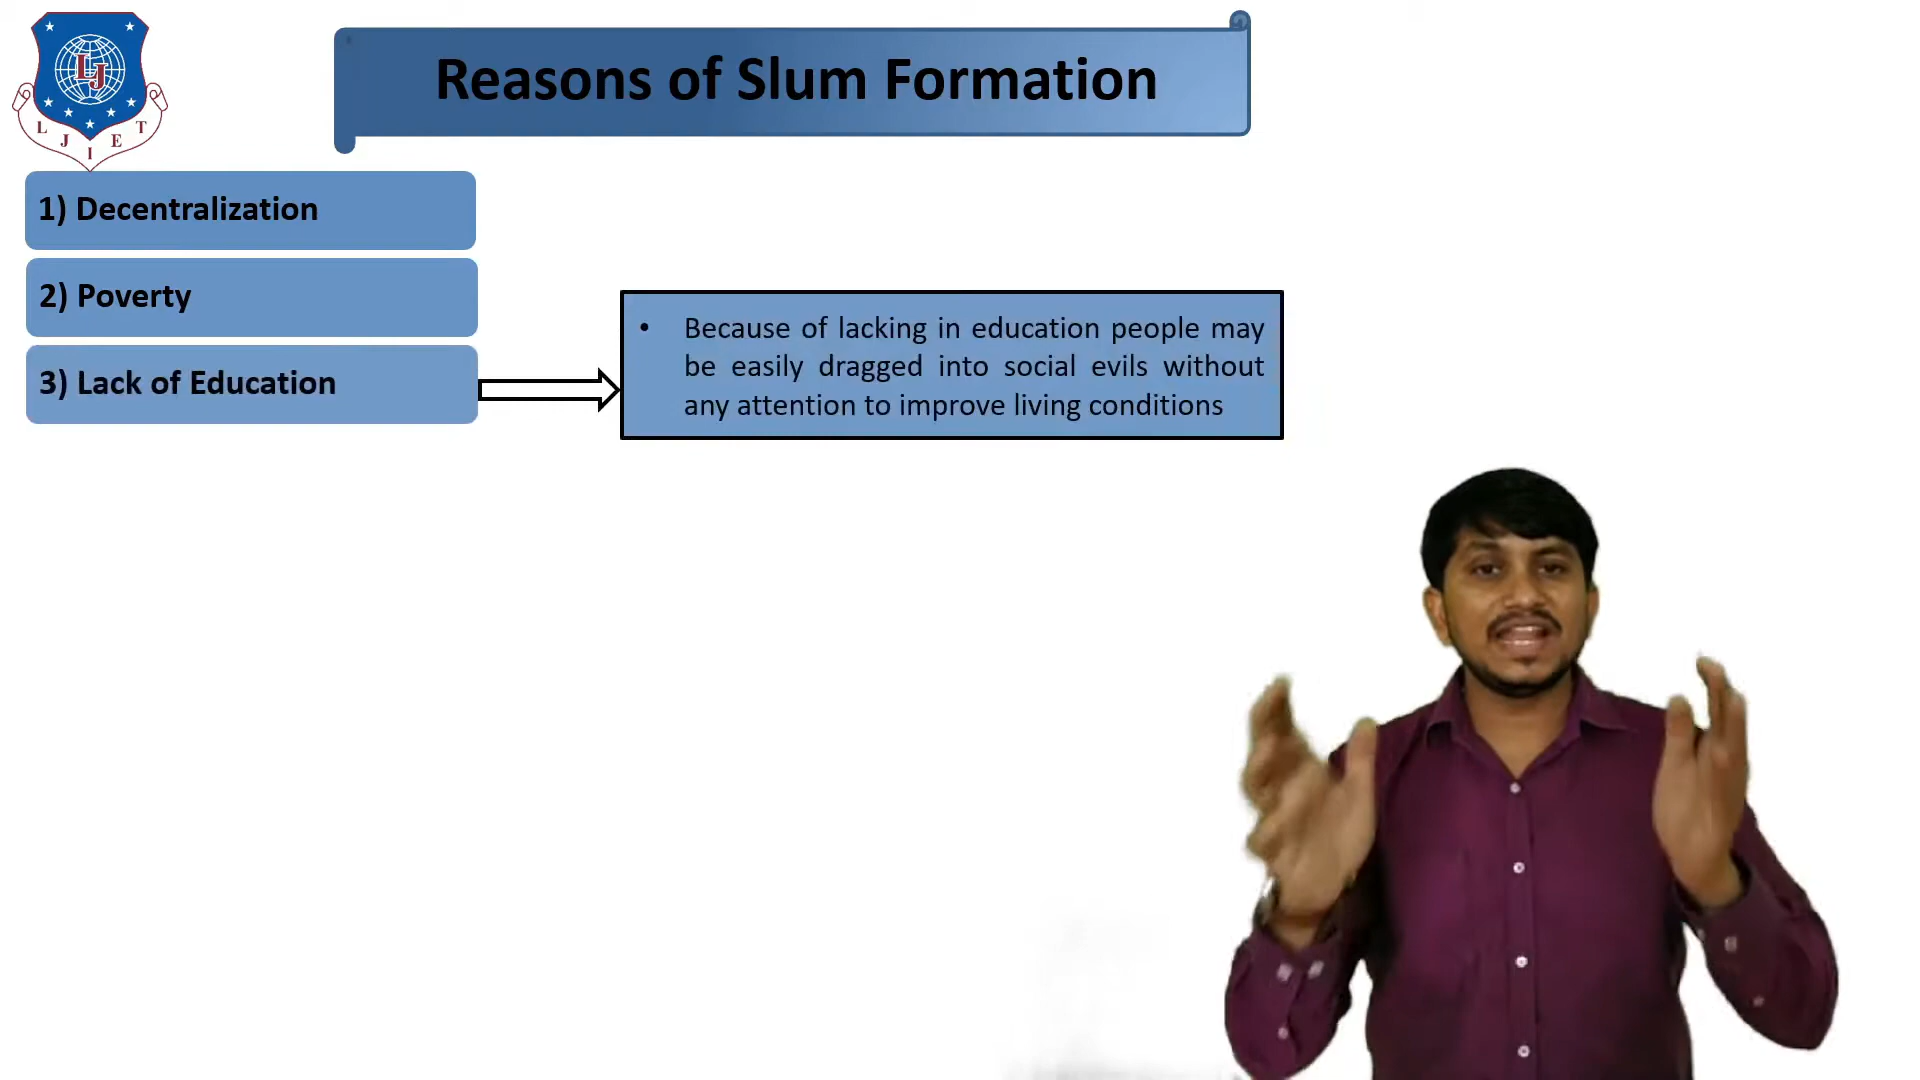 LJ
L J I E T
Reasons of Slum Formation
1) Decentralization
2) Poverty
3) Lack of Education
• Because of lacking in education people may
be easily dragged into social evils without
any attention to improve living conditions